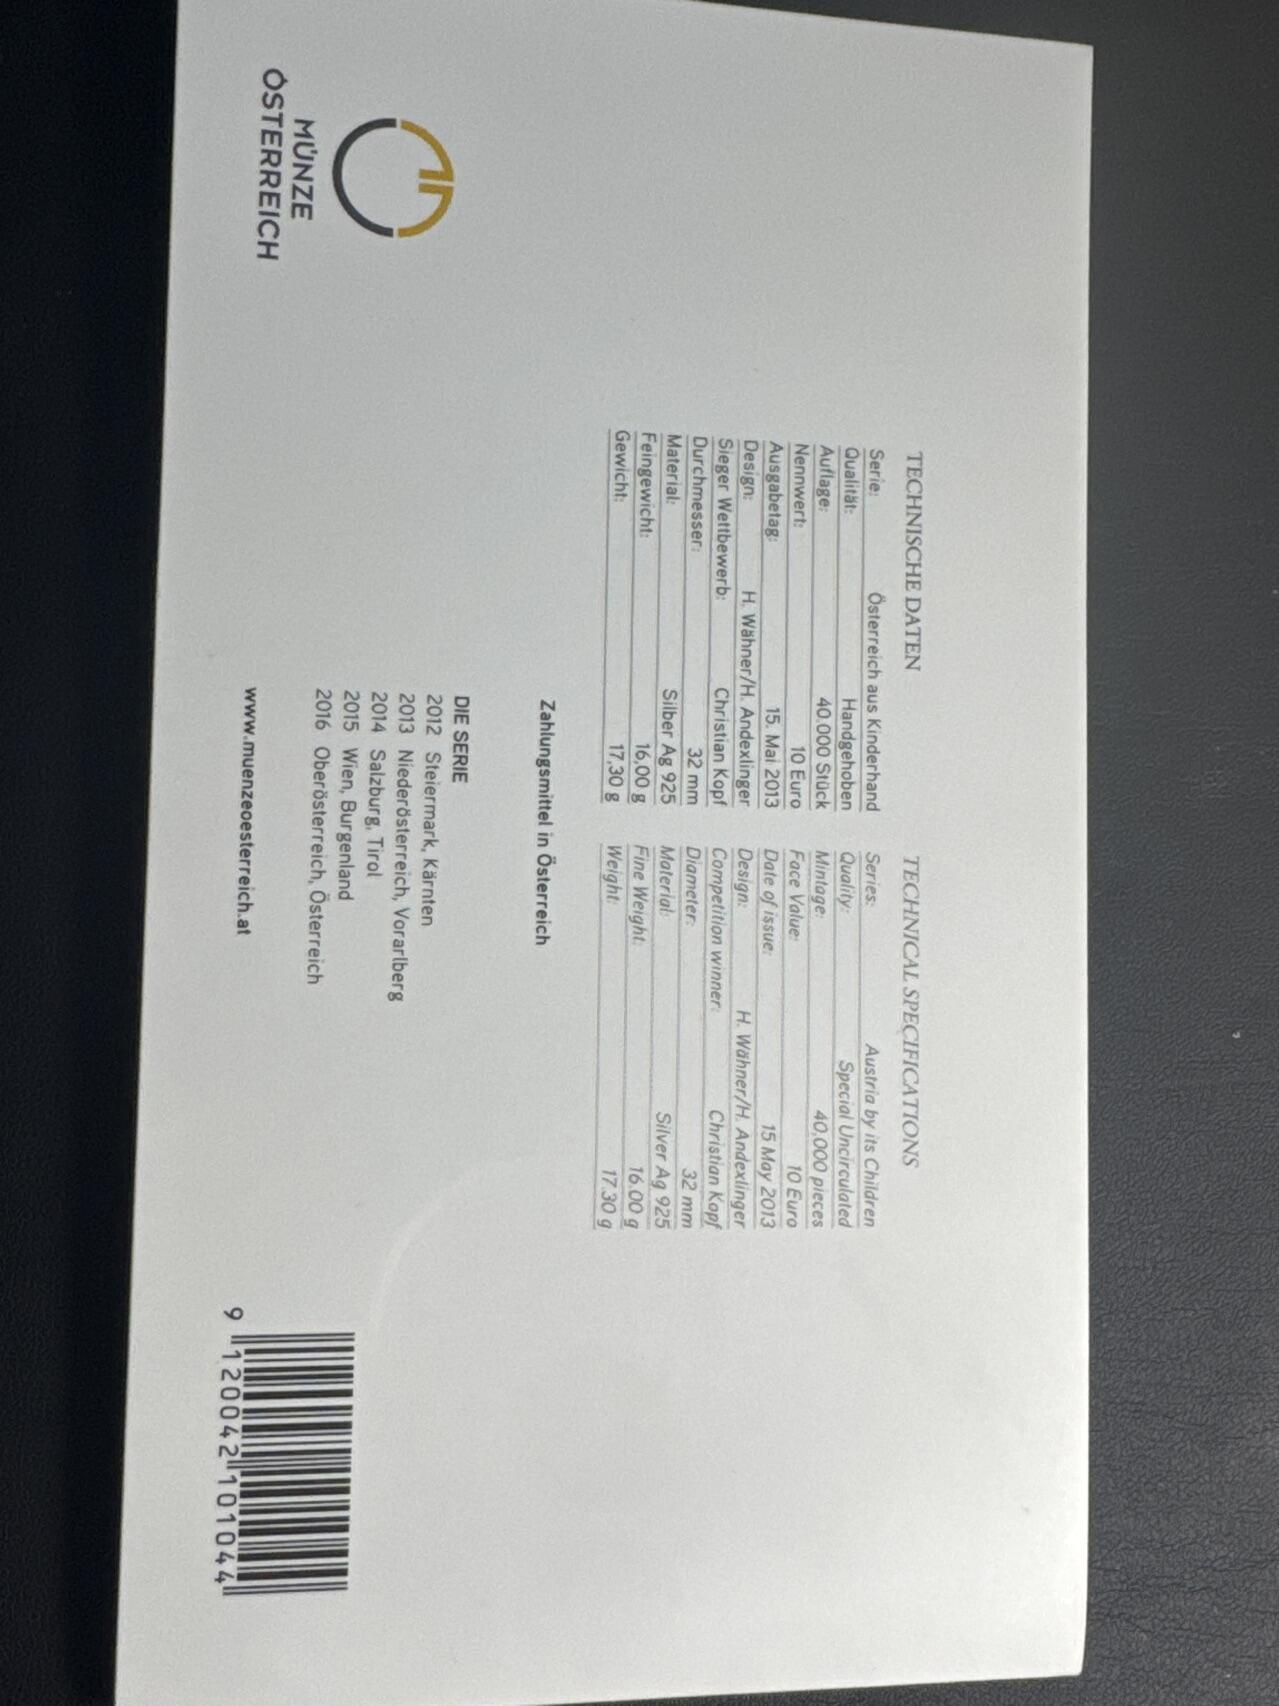 TECHNISCHE DATEN
Serie: Österreich aus Kinderhand
Qualität: Handgehoben
Auflage: 40.000 Stück
Nennwert: 10 Euro
Ausgabetag: 15. Mai 2013
Design: H. Wähner/H. Andexlinger
Sieger Wettbewerb: Christian Kopf
Durchmesser: 32 mm
Material: Silber Ag 925
Feingewicht: 16,00 g
Gewicht: 17,30 g
TECHNICAL SPECIFICATIONS
Series: Austria by its Children
Quality: Special Uncirculated
Mintage: 40,000 pieces
Face Value: 10 Euro
Date of issue: 15 May 2013
Design: H. Wähner/H. Andexlinger
Competition winner: Christian Kopf
Diameter: 32 mm
Material: Silver Ag 925
Fine Weight: 16.00 g
Weight: 17.30 g
Zahlungsmittel in Österreich
DIE SERIE
2012 Steiermark, Kärnten
2013 Niederösterreich, Vorarlberg
2014 Salzburg, Tirol
2015 Wien, Burgenland
2016 Oberösterreich, Österreich
www.muenzeoesterreich.at
MÜNZE
ÖSTERREICH
9 120042 101044